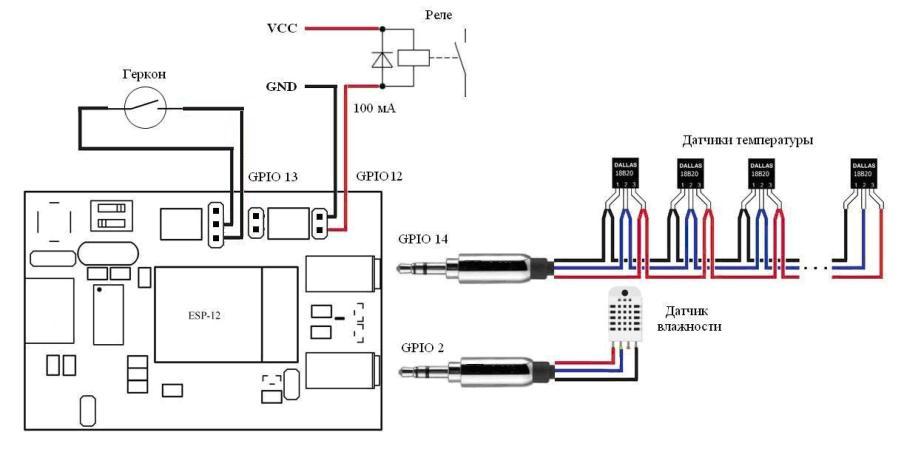 Реле
VCC
Геркон
GND
100 мА
Датчики температуры
DALLAS
18B20
1 2 3
DALLAS
18B20
1 2 3
DALLAS
18B20
1 2 3
DALLAS
18B20
1 2 3
GPIO 13
GPIO12
GPIO 14
Датчик
влажности
ESP-12
GPIO 2